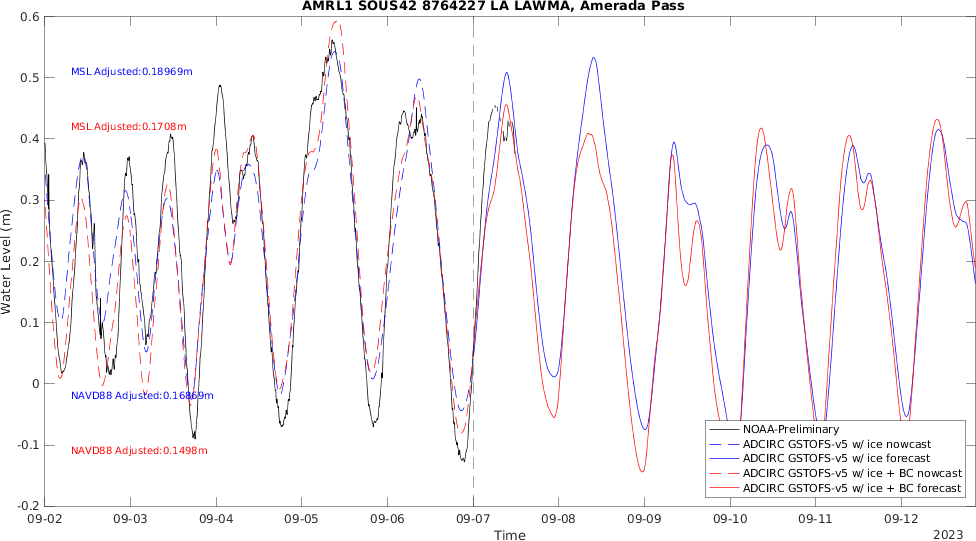 AMRL1 SOUS42 8764227 LA LAWMA, Amerada Pass
0.6
0.5
0.4
0.3
0.2
0.1
0
-0.1
-0.2
Water Level (m)
MSL Adjusted:0.18969m
MSL Adjusted:0.1708m
NAVD88 Adjusted:0.16869m
NAVD88 Adjusted:0.1498m
NOAA-Preliminary
ADCIRC GSTOFS-v5 w/ ice nowcast
ADCIRC GSTOFS-v5 w/ ice forecast
ADCIRC GSTOFS-v5 w/ ice + BC nowcast
ADCIRC GSTOFS-v5 w/ ice + BC forecast
09-02 09-03 09-04 09-05 09-06 09-07 09-08 09-09 09-10 09-11 09-12
Time
2023